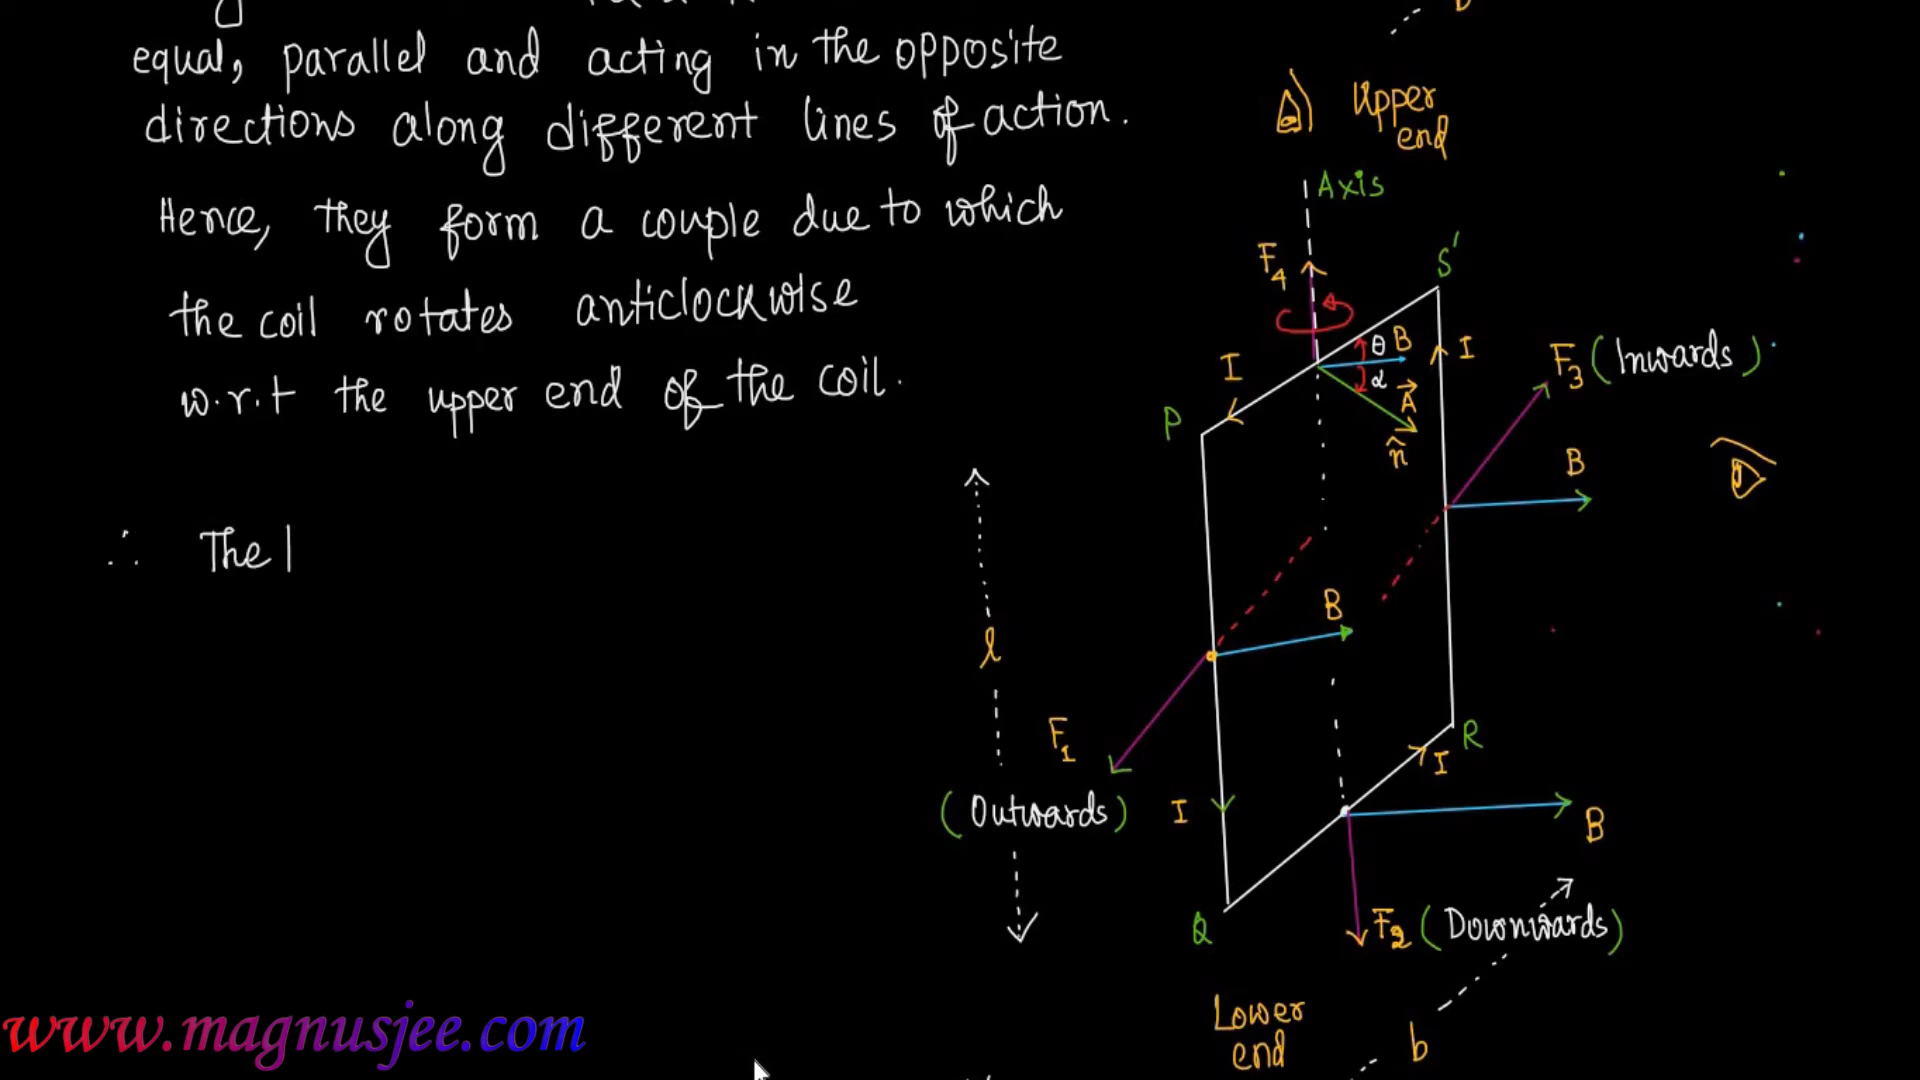 equal, parallel and acting in the opposite
directions along different lines of action.
Hence, they form a couple due to which
the coil rotates anticlockwise
w.r.t the upper end of the coil.
∴ The
Upper
end
Axis
F4
S'
I
θ
B
I
α
A⃗
n̂
P
F3 (Inwards)
B
B
l
F1
(Outwards)
I
R
I
B
Q
F2 (Downwards)
Lower
end
b
www.magnusjee.com